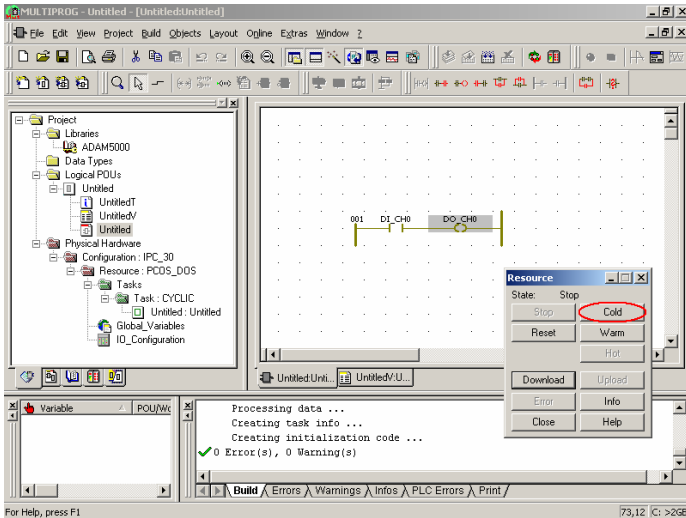 MULTIPROG - Untitled - [Untitled:Untitled]
File Edit View Project Build Objects Layout Online Extras Window ?
Project
Libraries
ADAM5000
Data Types
Logical POUs
Untitled
UntitledT
UntitledV
Untitled
Physical Hardware
Configuration : IPC_30
Resource : PCOS_DOS
Tasks
Task : CYCLIC
Untitled : Untitled
Global_Variables
IO_Configuration
001 DI_CH0 DO_CH0
Resource
State: Stop
Stop Cold
Reset Warm
Hot
Download Upload
Error Info
Close Help
Untitled:Unti... UntitledV:U...
Variable POU/Wo
Processing data ...
Creating task info ...
Creating initialization code ...
0 Error(s), 0 Warning(s)
Build Errors Warnings Infos PLC Errors Print
For Help, press F1
73,12 C: >2GB